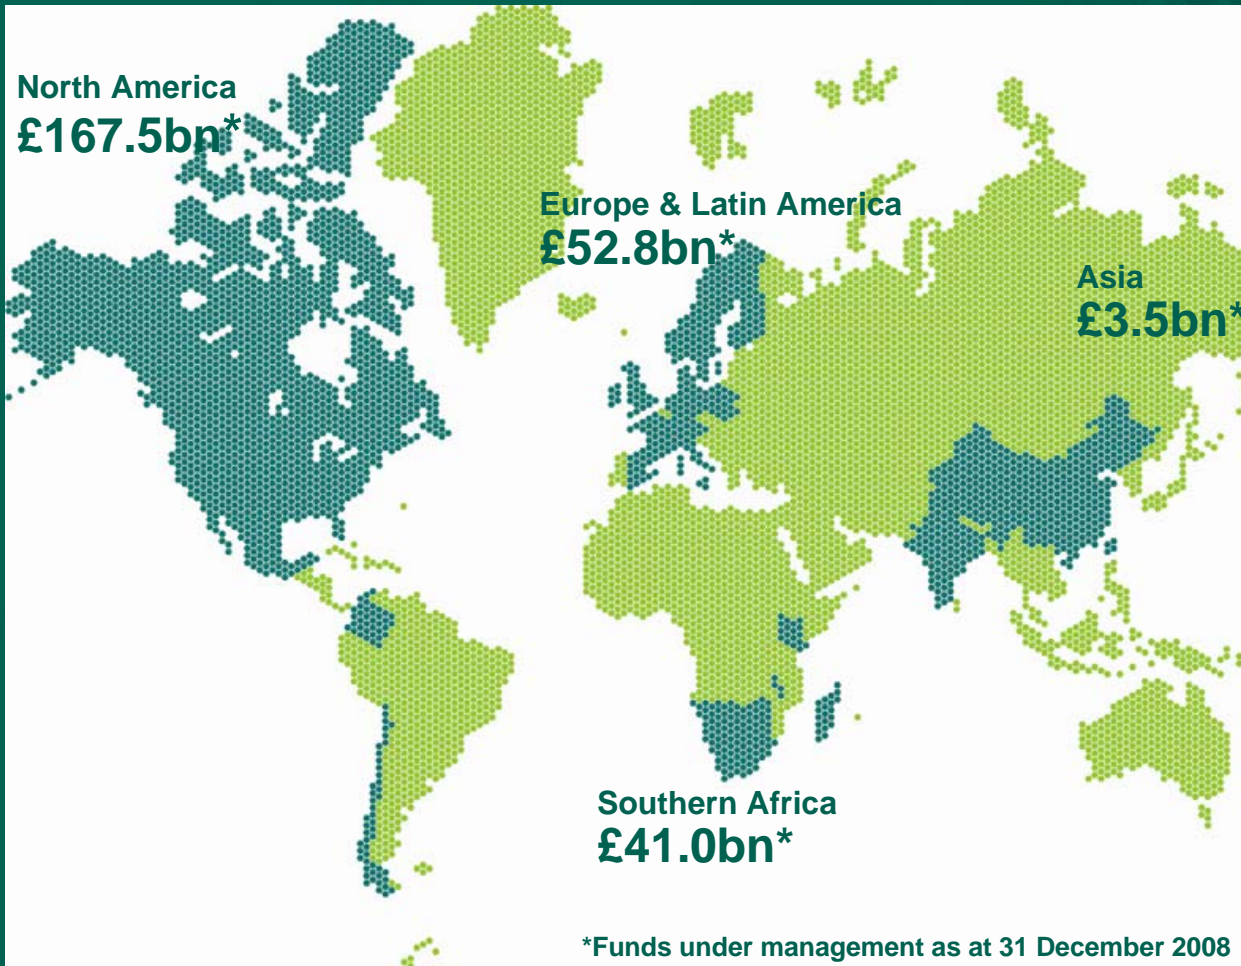 North America
£167.5bn*
Europe & Latin America
£52.8bn*
Asia
£3.5bn*
Southern Africa
£41.0bn*
*Funds under management as at 31 December 2008